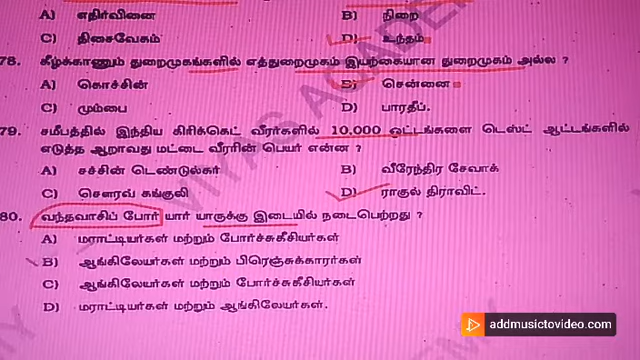 A) எதிர்வினை B) நிறை
C) திசைவேகம் D) உந்தம்
78. கீழ்க்காணும் துறைமுகங்களில் எத்துறைமுகம் இயற்கையான துறைமுகம் அல்ல ?
A) கொச்சின் B) சென்னை
C) மும்பை D) பாரதீப்.
79. சமீபத்தில் இந்திய கிரிக்கெட் வீரர்களில் 10,000 ஓட்டங்களை டெஸ்ட் ஆட்டங்களில்
எடுத்த ஆறாவது மட்டை வீரரின் பெயர் என்ன ?
A) சச்சின் டெண்டுல்கர் B) வீரேந்திர சேவாக்
C) சௌரவ் கங்குலி D) ராகுல் திராவிட்.
80. வந்தவாசிப் போர் யார் யாருக்கு இடையில் நடைபெற்றது ?
A) மராட்டியர்கள் மற்றும் போர்ச்சுகீசியர்கள்
B) ஆங்கிலேயர்கள் மற்றும் பிரெஞ்சுக்காரர்கள்
C) ஆங்கிலேயர்கள் மற்றும் போர்ச்சுகீசியர்கள்
D) மராட்டியர்கள் மற்றும் ஆங்கிலேயர்கள்.
VIYAS ACADEMY
addmusictovideo.com